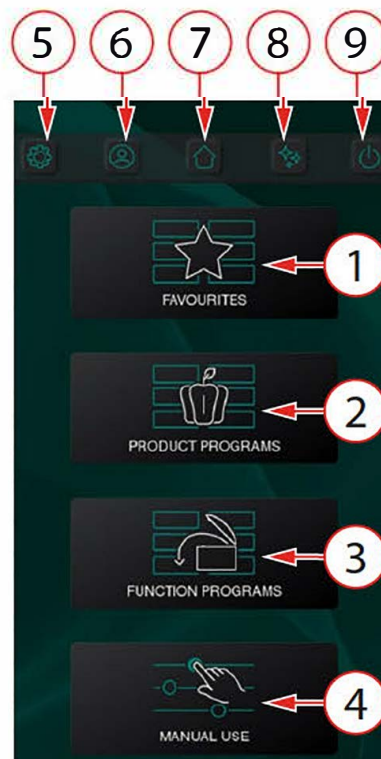 5 6 7 8 9
FAVOURITES 1
PRODUCT PROGRAMS 2
FUNCTION PROGRAMS 3
MANUAL USE 4